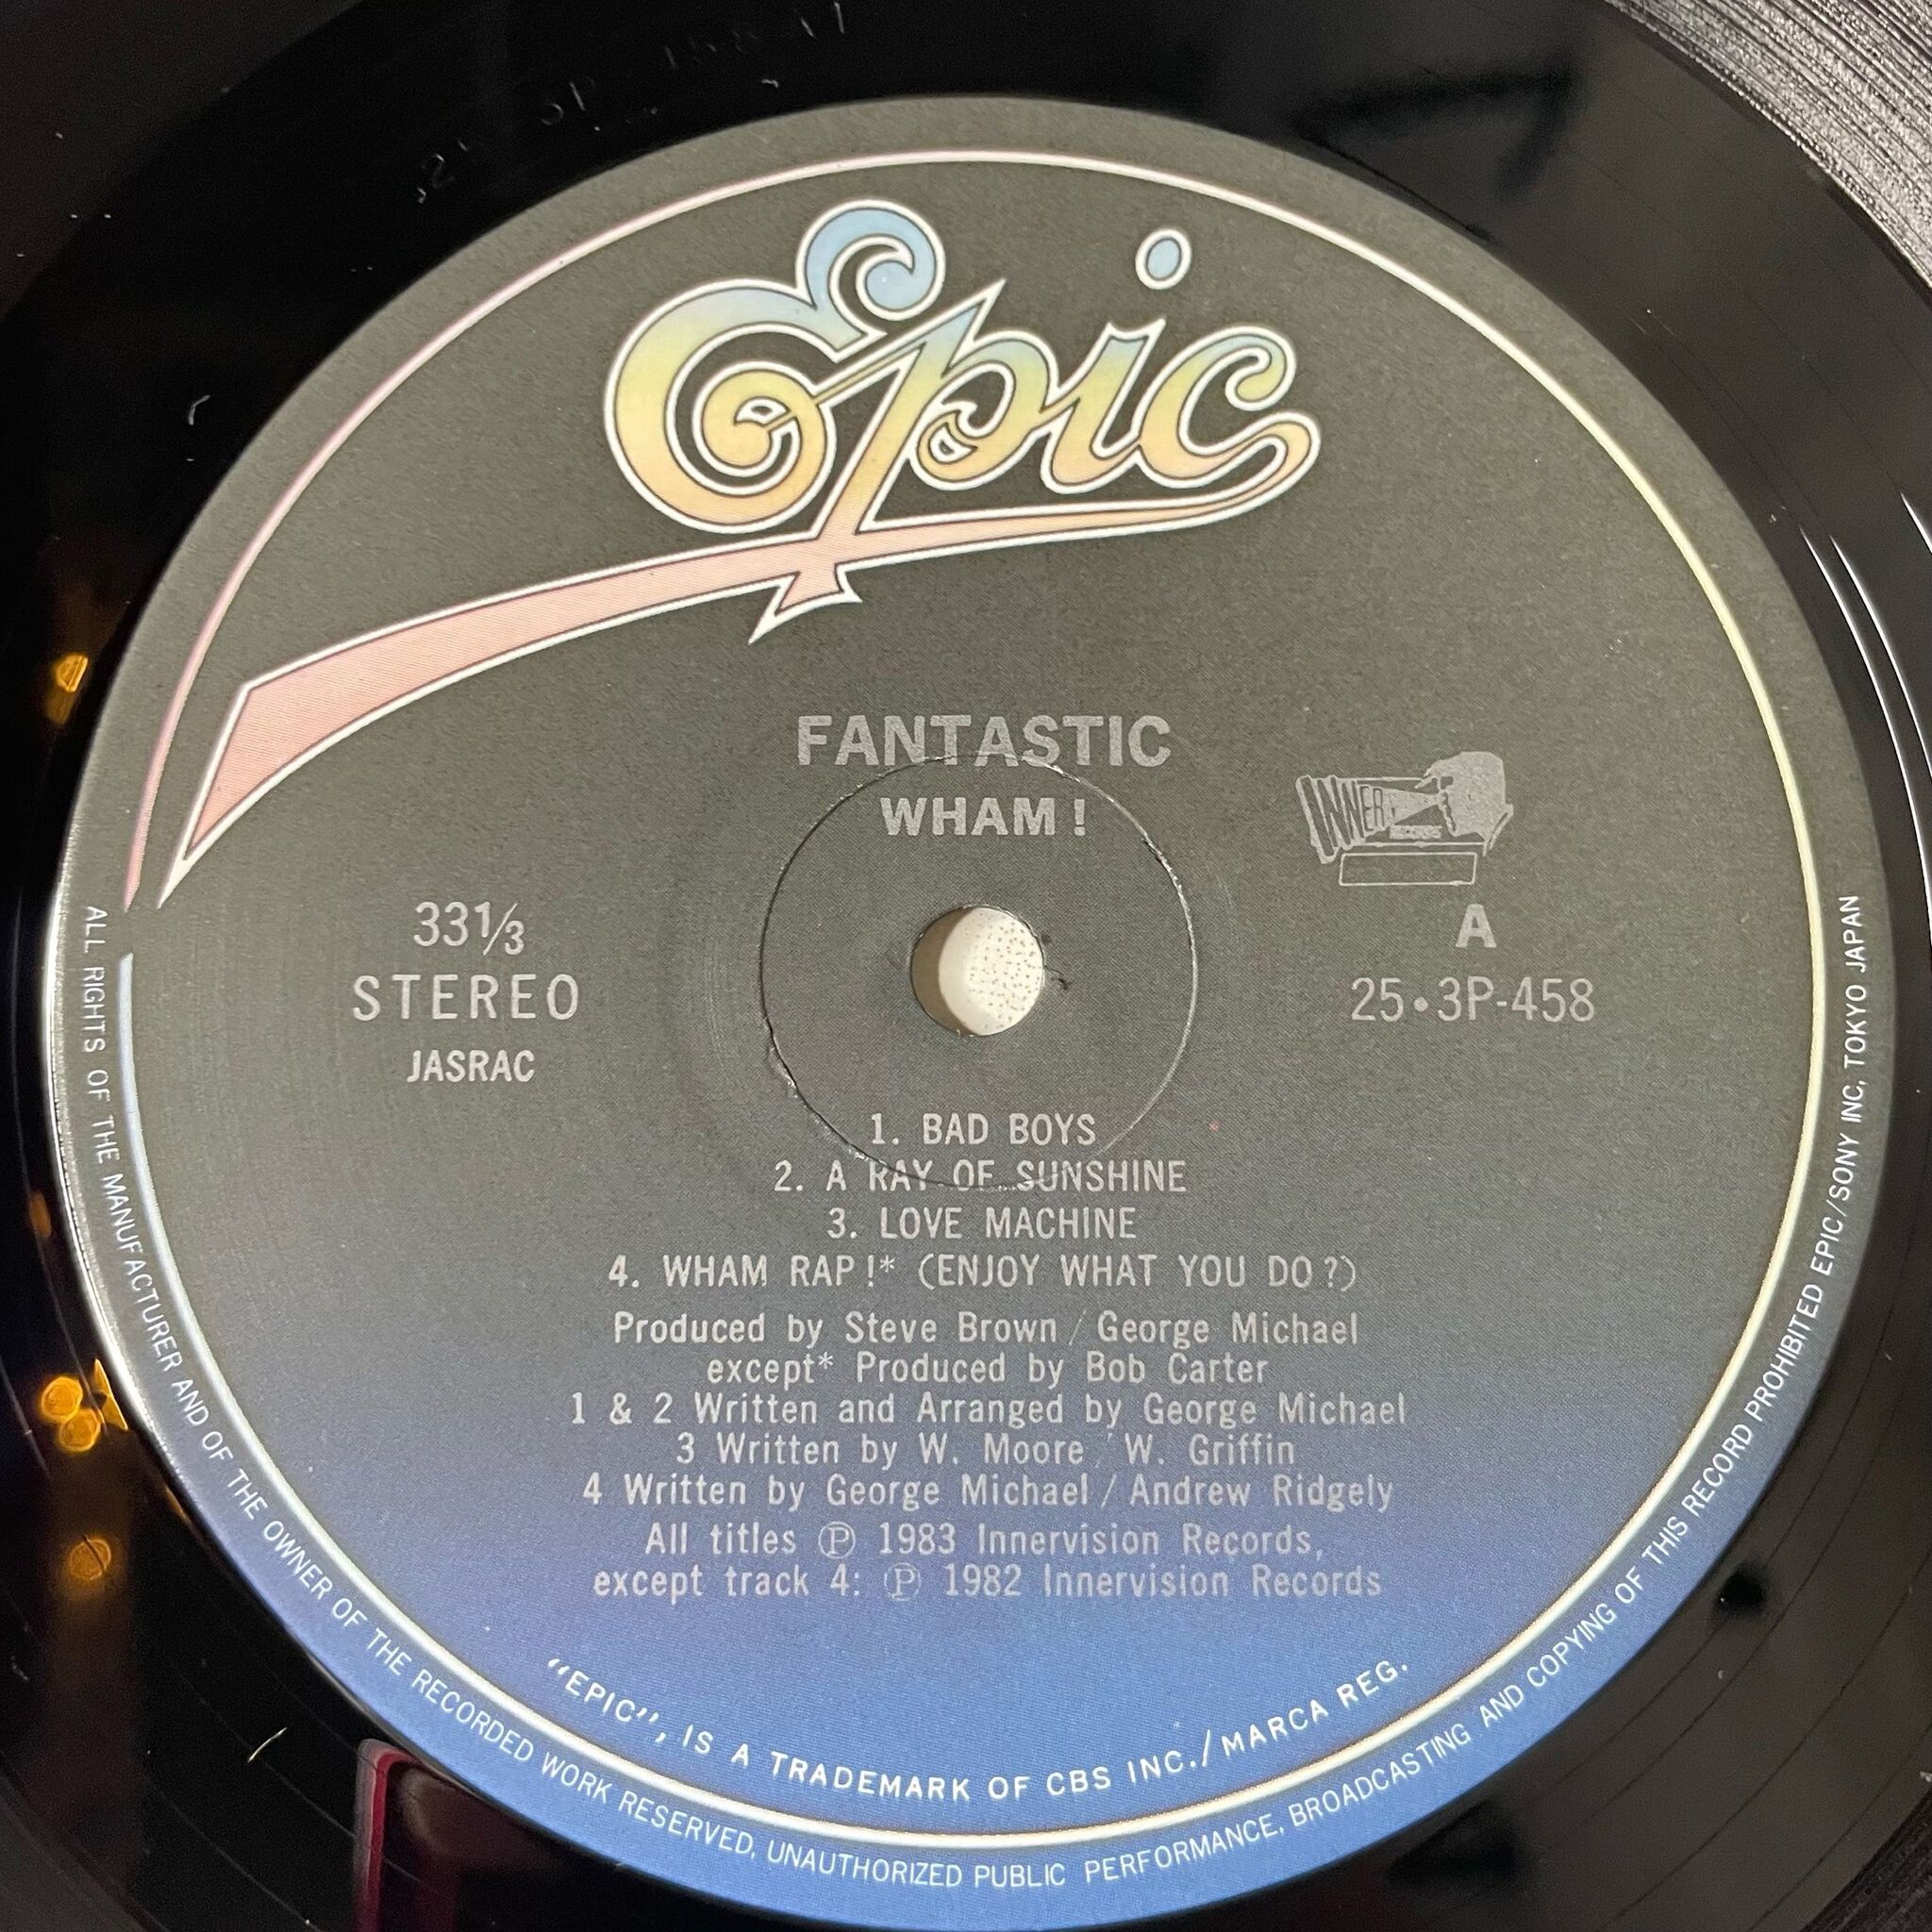 Epic
FANTASTIC
WHAM!
INNER
RECORDS
33⅓
STEREO
JASRAC
A
25•3P-458
1. BAD BOYS
2. A RAY OF SUNSHINE
3. LOVE MACHINE
4. WHAM RAP!* (ENJOY WHAT YOU DO?)
Produced by Steve Brown / George Michael
except* Produced by Bob Carter
1 & 2 Written and Arranged by George Michael
3 Written by W. Moore / W. Griffin
4 Written by George Michael / Andrew Ridgely
All titles Ⓟ 1983 Innervision Records,
except track 4: Ⓟ 1982 Innervision Records
"EPIC", IS A TRADEMARK OF CBS INC./MARCA REG.
ALL RIGHTS OF THE MANUFACTURER AND OF THE OWNER OF THE RECORDED WORK RESERVED, UNAUTHORIZED PUBLIC PERFORMANCE, BROADCASTING AND COPYING OF THIS RECORD PROHIBITED EPIC/SONY INC, TOKYO JAPAN